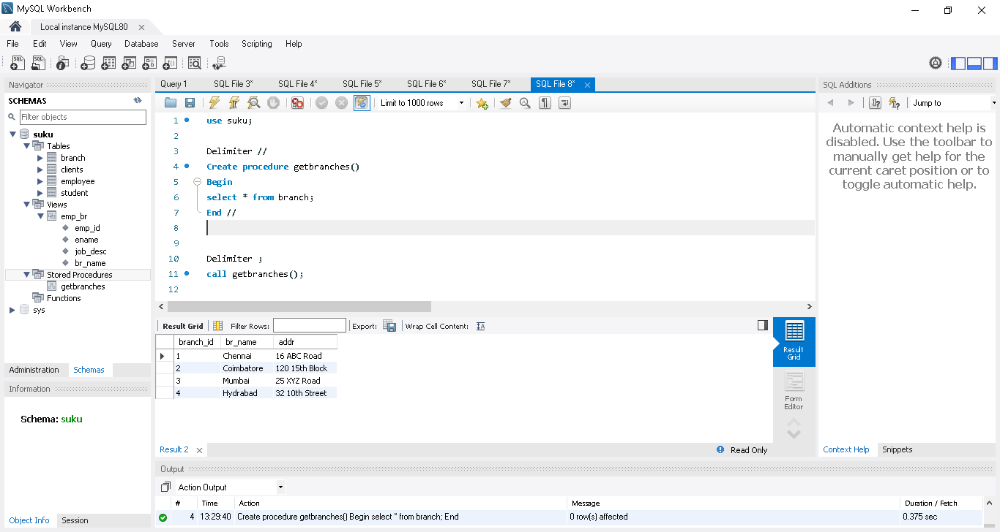 MySQL Workbench
Local instance MySQL80
File Edit View Query Database Server Tools Scripting Help
Navigator
SCHEMAS
Filter objects
suku
Tables
branch
clients
employee
student
Views
emp_br
emp_id
ename
job_desc
br_name
Stored Procedures
getbranches
Functions
sys
Administration Schemas
Information
Schema: suku
Object Info Session
Query 1 SQL File 3* SQL File 4* SQL File 5* SQL File 6* SQL File 7* SQL File 8*
Limit to 1000 rows
1 use suku;
2
3 Delimiter //
4 Create procedure getbranches()
5 Begin
6 select * from branch;
7 End //
8
9
10 Delimiter ;
11 call getbranches();
12
Result Grid Filter Rows: Export: Wrap Cell Content:
branch_id br_name addr
1 Chennai 16 ABC Road
2 Coimbatore 120 15th Block
3 Mumbai 25 XYZ Road
4 Hydrabad 32 10th Street
Result
Grid
Form
Editor
Result 2 Read Only
Output
Action Output
# Time Action Message Duration / Fetch
4 13:29:40 Create procedure getbranches() Begin select * from branch; End 0 row(s) affected 0.375 sec
SQL Additions
Jump to
Automatic context help is
disabled. Use the toolbar to
manually get help for the
current caret position or to
toggle automatic help.
Context Help Snippets